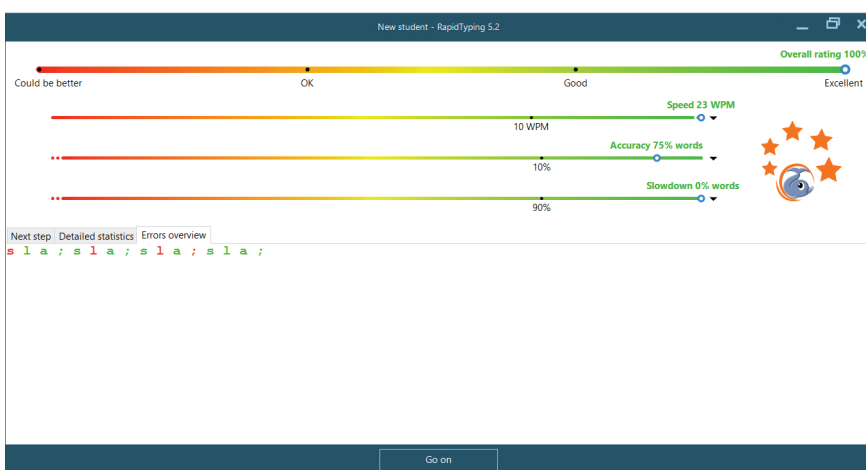 New student - RapidTyping 5.2
Overall rating 100%
Could be better OK Good Excellent
Speed 23 WPM
10 WPM
Accuracy 75% words
10%
Slowdown 0% words
90%
Next step Detailed statistics Errors overview
s l a ; s l a ; s l a ; s l a ;
Go on